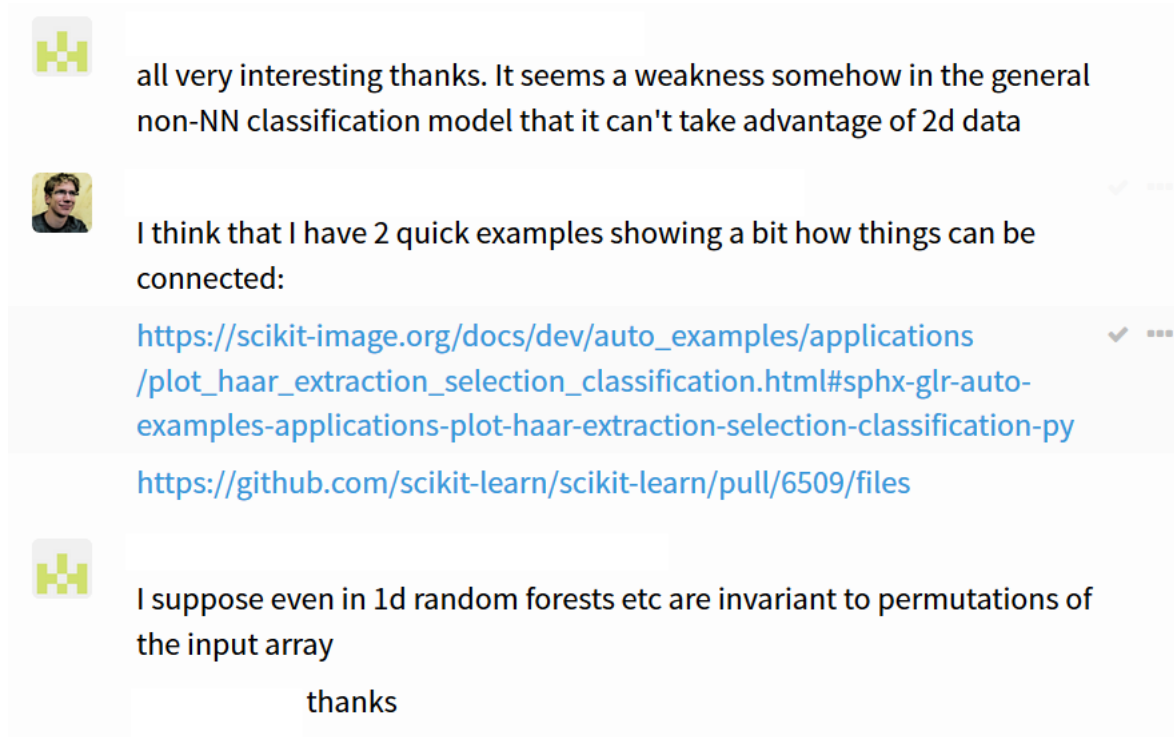 all very interesting thanks. It seems a weakness somehow in the general
non-NN classification model that it can't take advantage of 2d data
I think that I have 2 quick examples showing a bit how things can be
connected:
https://scikit-image.org/docs/dev/auto_examples/applications
/plot_haar_extraction_selection_classification.html#sphx-glr-auto-
examples-applications-plot-haar-extraction-selection-classification-py
https://github.com/scikit-learn/scikit-learn/pull/6509/files
I suppose even in 1d random forests etc are invariant to permutations of
the input array
thanks